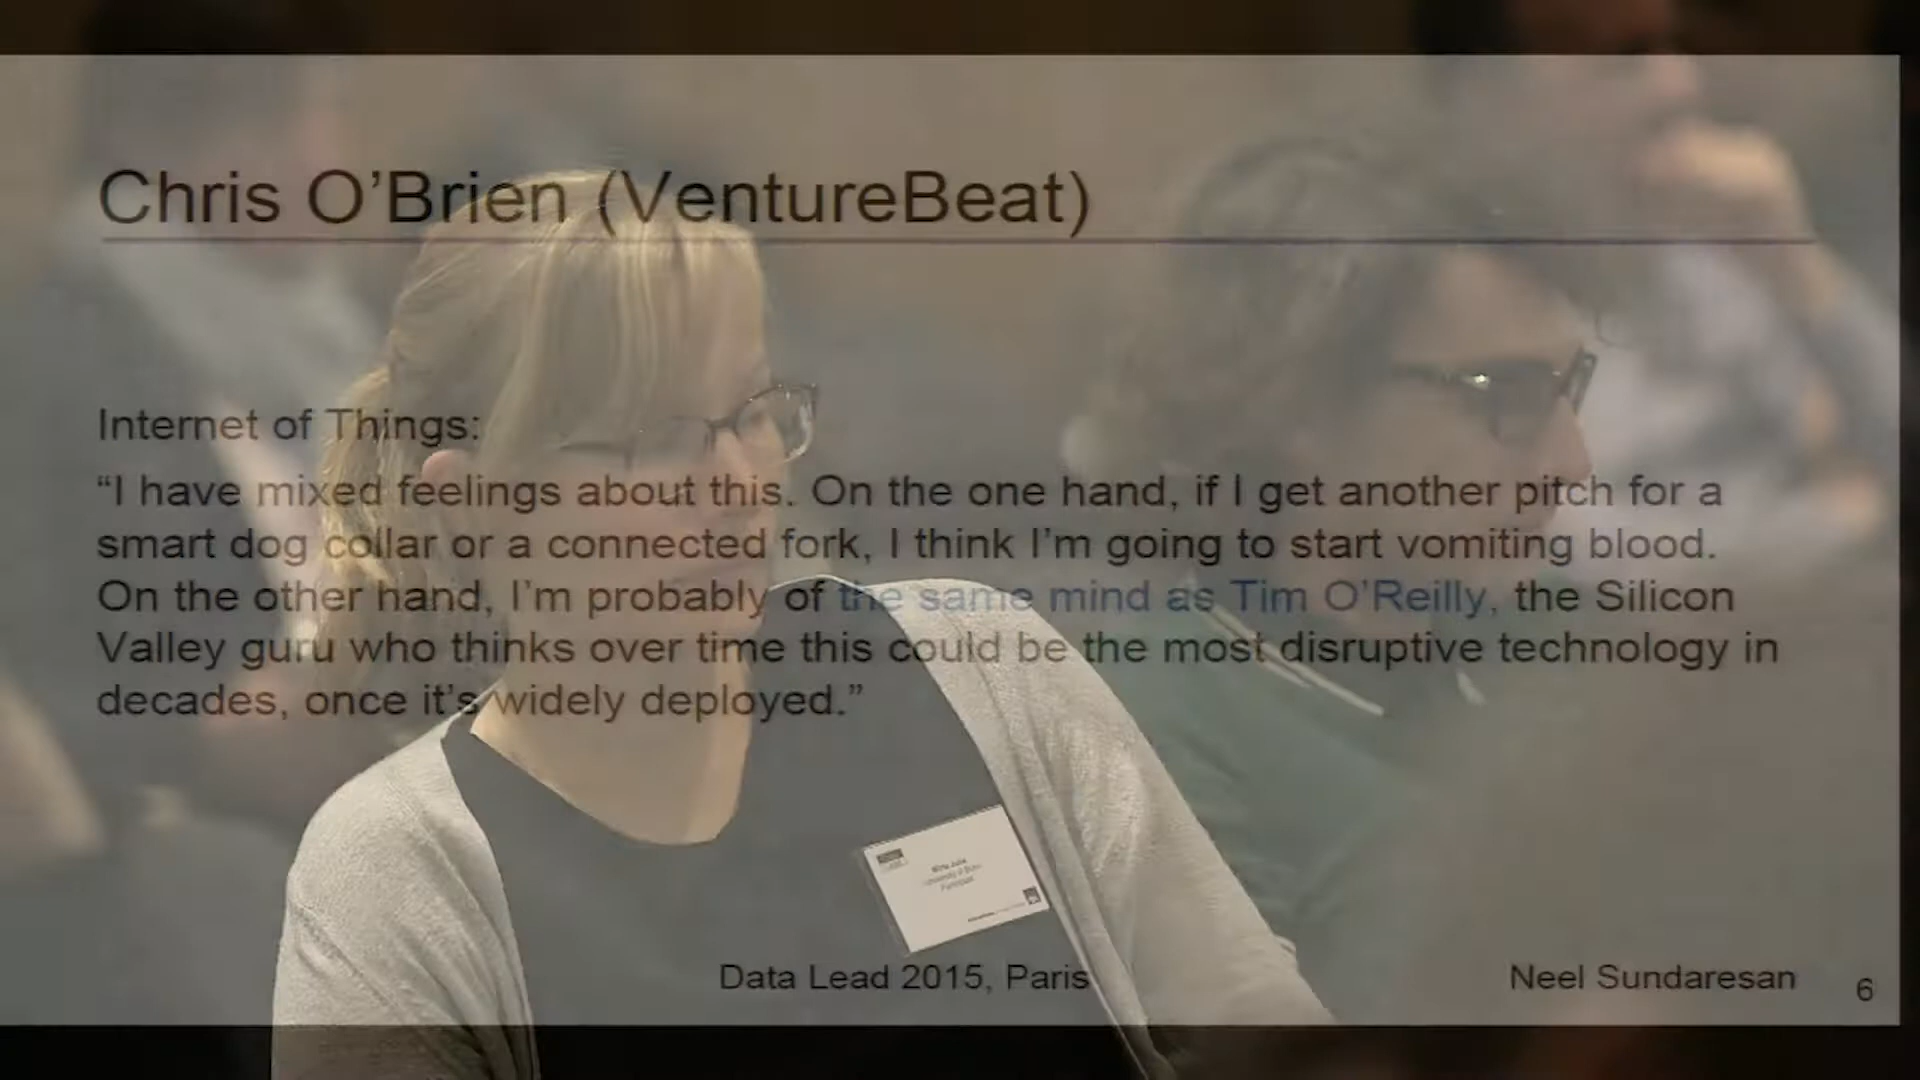 Chris O’Brien (VentureBeat)
Internet of Things:
“I have mixed feelings about this. On the one hand, if I get another pitch for a
smart dog collar or a connected fork, I think I’m going to start vomiting blood.
On the other hand, I’m probably of the same mind as Tim O’Reilly, the Silicon
Valley guru who thinks over time this could be the most disruptive technology in
decades, once it’s widely deployed.”
University of
Participant
Data Lead 2015, Paris
Neel Sundaresan
6